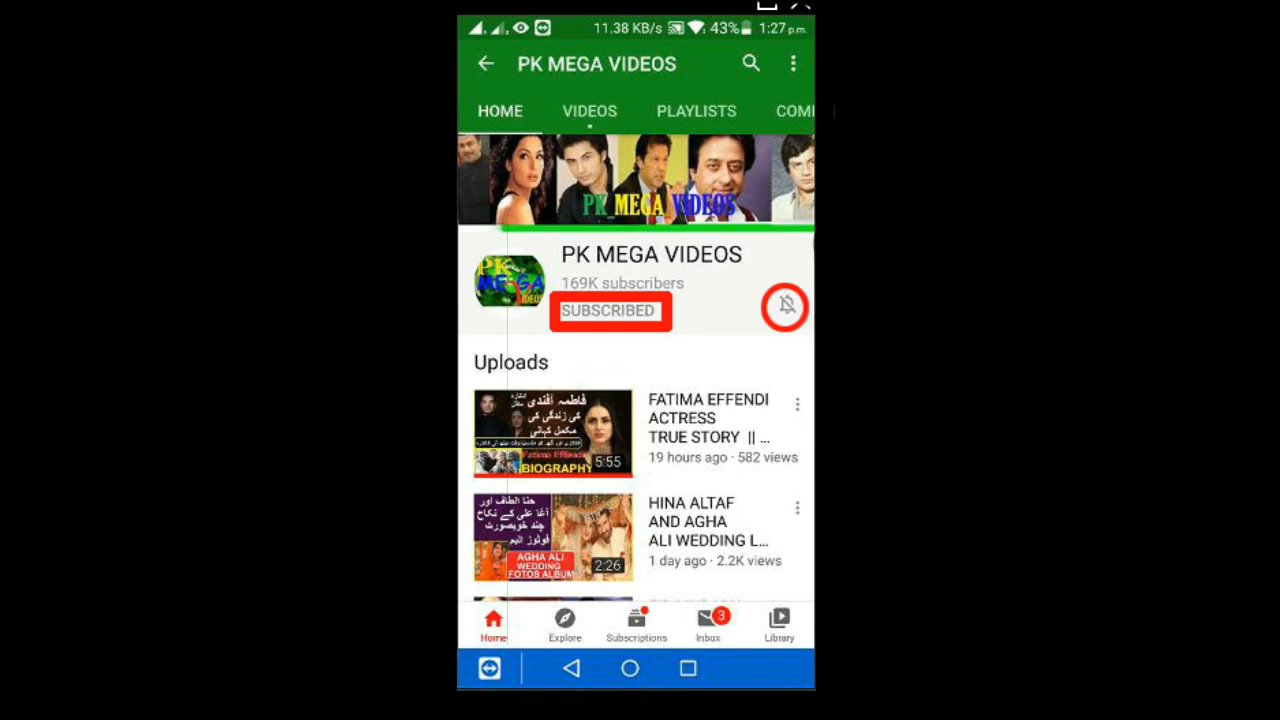 11.38 KB/s 43% 1:27 p.m.
PK MEGA VIDEOS
HOME VIDEOS PLAYLISTS COM
PK_MEGA_VIDEOS
PK MEGA VIDEOS
169K subscribers
SUBSCRIBED
PK
MEGA
VIDEOS
Uploads
فاطمہ آفندی
کی زندگی کی
مکمل کہانی
Fatima Effendi
BIOGRAPHY
5:55
FATIMA EFFENDI
ACTRESS
TRUE STORY || ...
19 hours ago · 582 views
حنا الطاف اور
آغا علی کے نکاح
چند خوبصورت
فوٹوز البم
AGHA ALI
WEDDING
FOTOS ALBUM
2:26
HINA ALTAF
AND AGHA
ALI WEDDING L...
1 day ago · 2.2K views
3
Home Explore Subscriptions Inbox Library